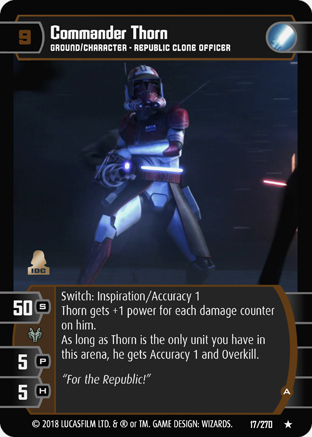 9
Commander Thorn
GROUND/CHARACTER - REPUBLIC CLONE OFFICER
IDC
50 S
5 P
5 H
Switch: Inspiration/Accuracy 1
Thorn gets +1 power for each damage counter
on him.
As long as Thorn is the only unit you have in
this arena, he gets Accuracy 1 and Overkill.
"For the Republic!"
A
© 2018 LUCASFILM LTD. & ® or TM. GAME DESIGN: WIZARDS. 17/270 ★